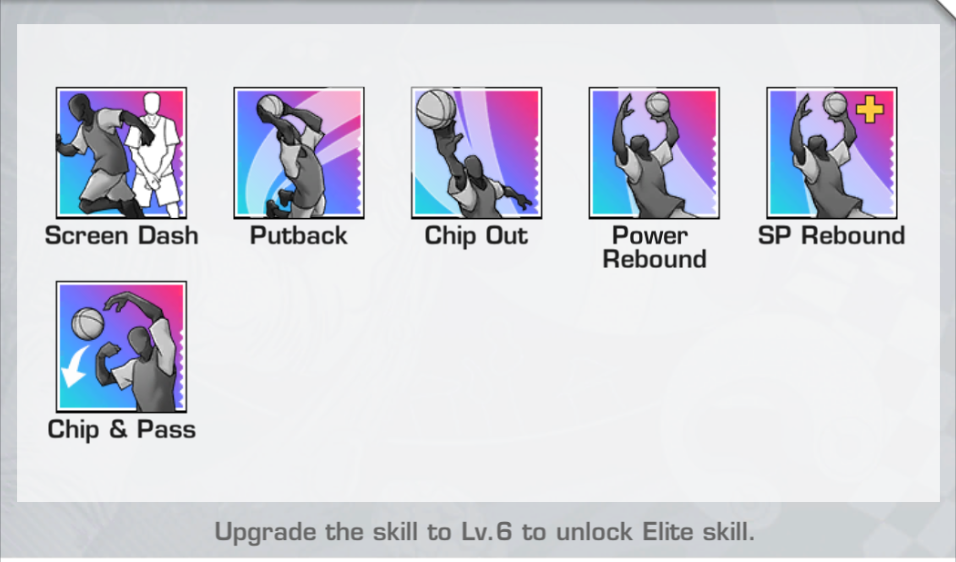 Screen Dash
Putback
Chip Out
Power
Rebound
SP Rebound
Chip & Pass
Upgrade the skill to Lv.6 to unlock Elite skill.